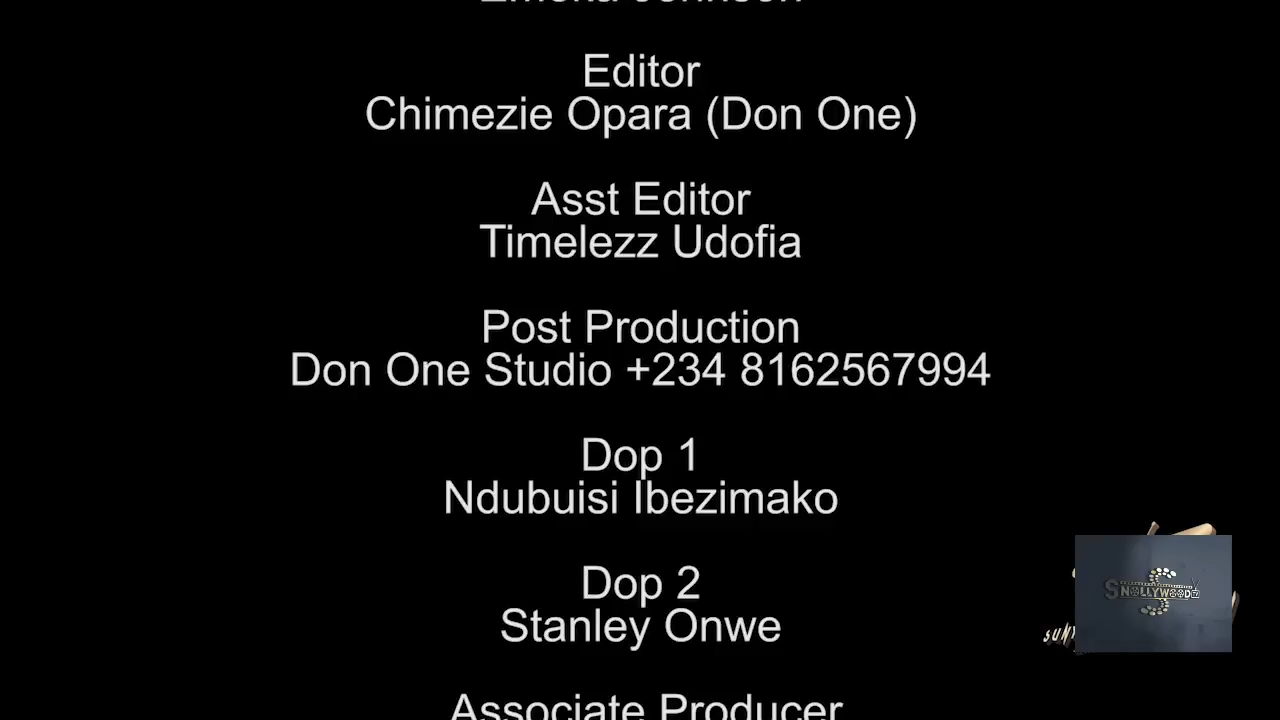 Editor
Chimezie Opara (Don One)
Asst Editor
Timelezz Udofia
Post Production
Don One Studio +234 8162567994
Dop 1
Ndubuisi Ibezimako
Dop 2
Stanley Onwe
Associate Producer
SNOLLYWOOD